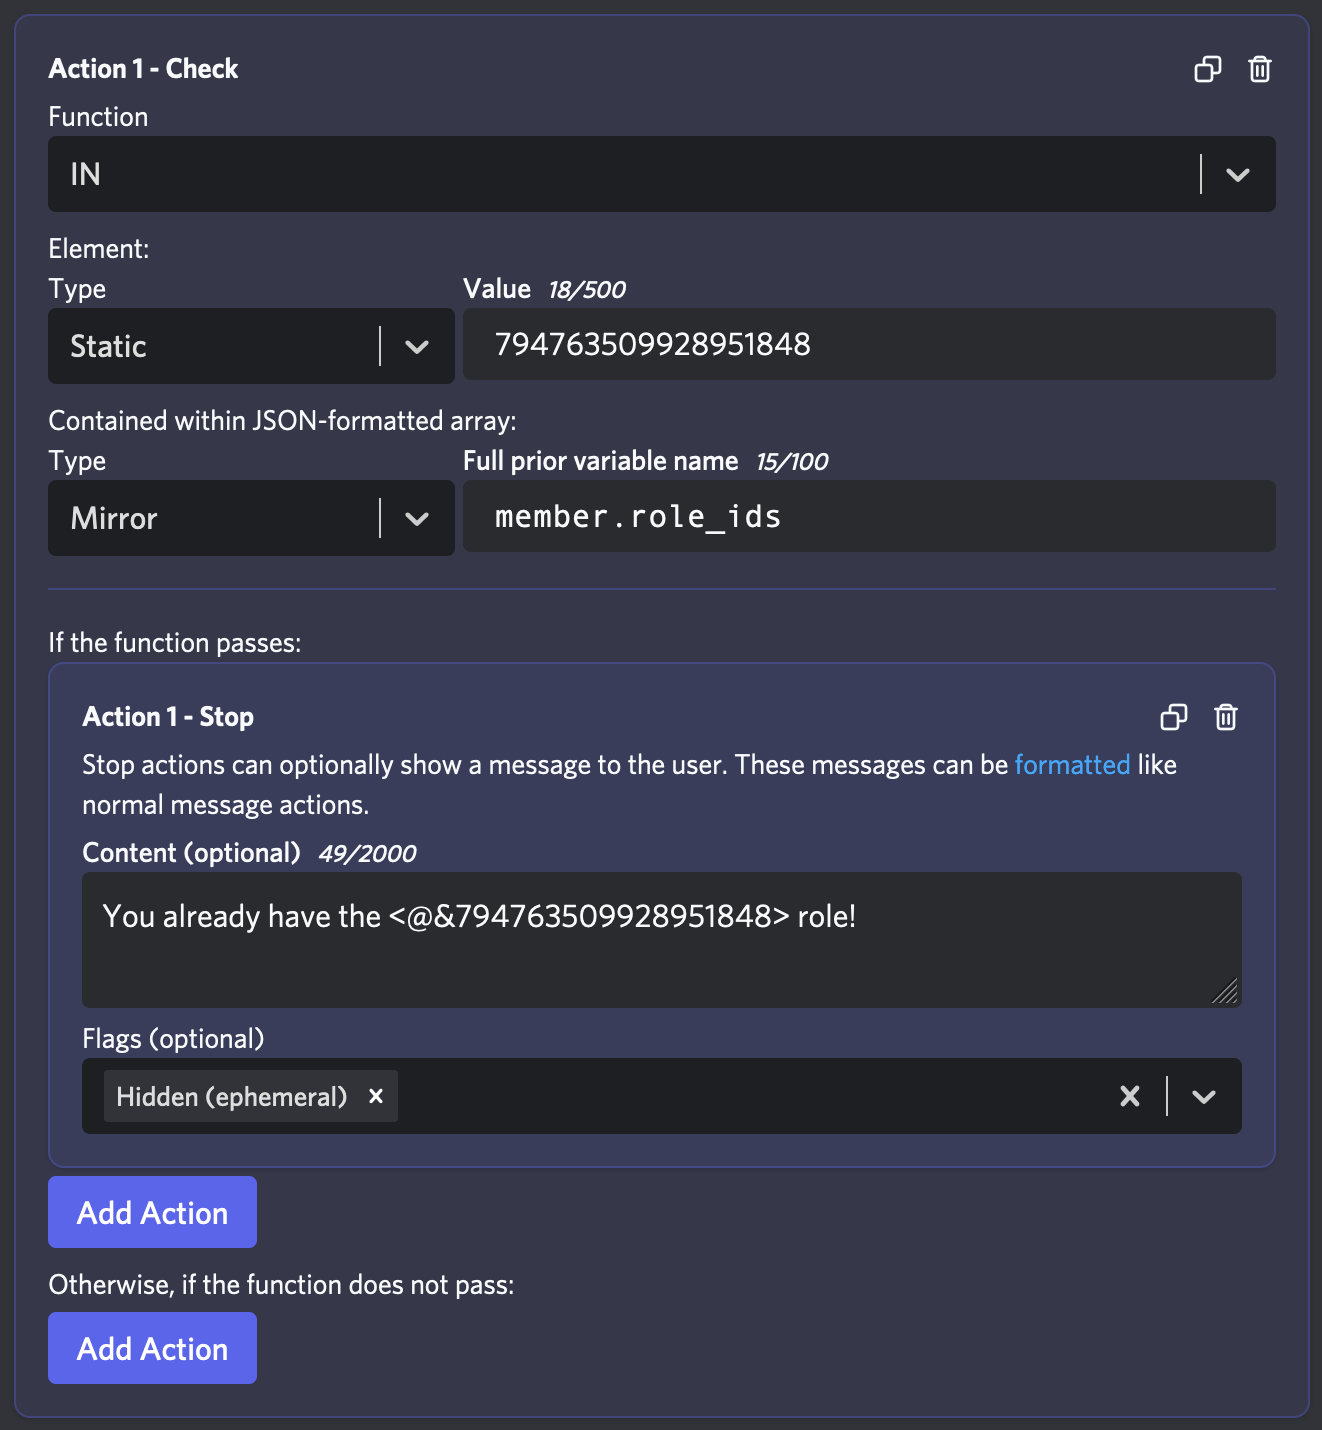 Action 1 - Check
Function
IN
Element:
Type
Value 18/500
Static
794763509928951848
Contained within JSON-formatted array:
Type
Full prior variable name 15/100
Mirror
member.role_ids
If the function passes:
Action 1 - Stop
Stop actions can optionally show a message to the user. These messages can be formatted like
normal message actions.
Content (optional) 49/2000
You already have the <@&794763509928951848> role!
Flags (optional)
Hidden (ephemeral)
Add Action
Otherwise, if the function does not pass:
Add Action